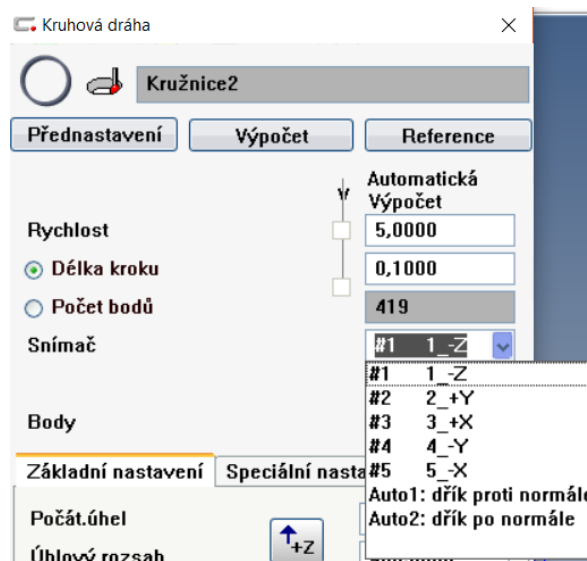 Kruhová dráha
Kružnice2
Přednastavení Výpočet Reference
Automatická
Výpočet
Rychlost 5,0000
Délka kroku 0,1000
Počet bodů 419
Snímač #1 1_-Z
#1 1_-Z
#2 2_+Y
#3 3_+X
Body #4 4_-Y
Základní nastavení Speciální nasta #5 5_-X
Auto1: dřík proti normále
Počát.úhel Auto2: dřík po normále
+Z
Úhlový rozsah